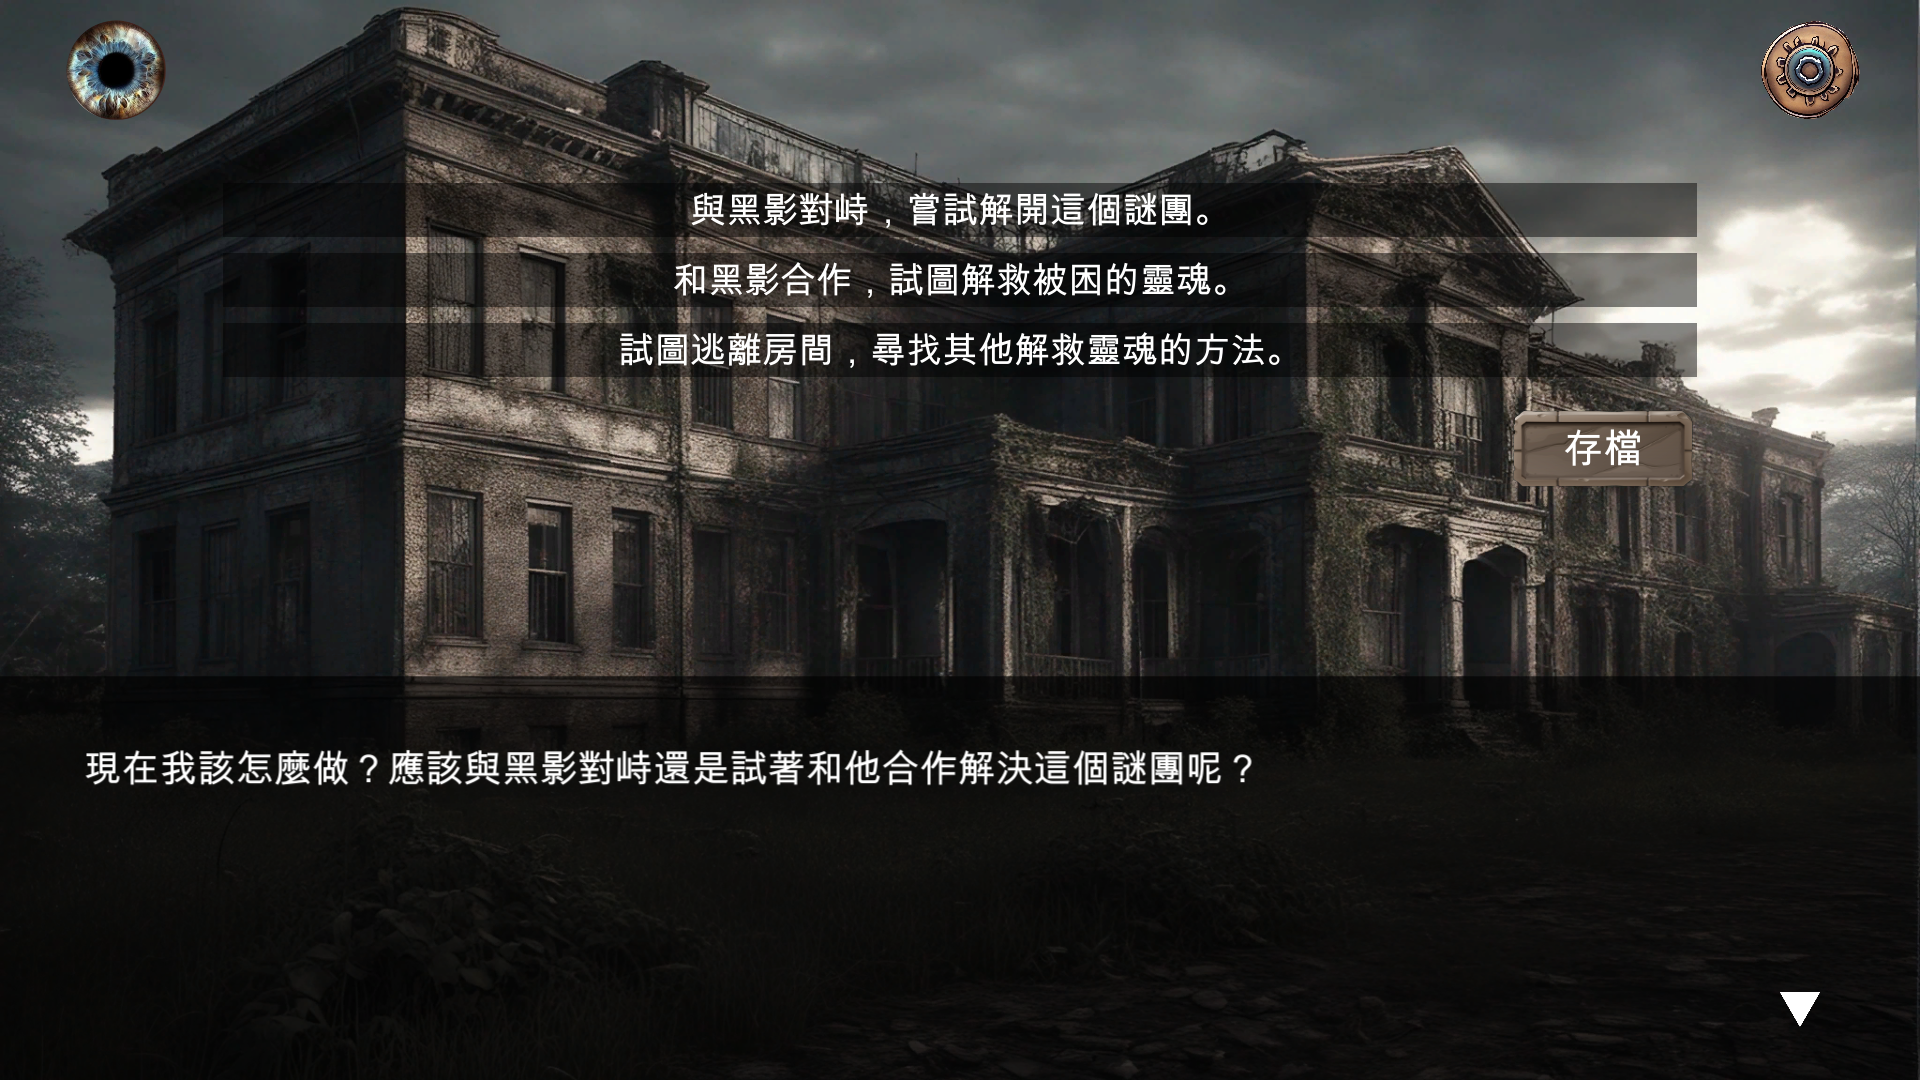 與黑影對峙，嘗試解開這個謎團。
和黑影合作，試圖解救被困的靈魂。
試圖逃離房間，尋找其他解救靈魂的方法。
存檔
現在我該怎麼做？應該與黑影對峙還是試著和他合作解決這個謎團呢？